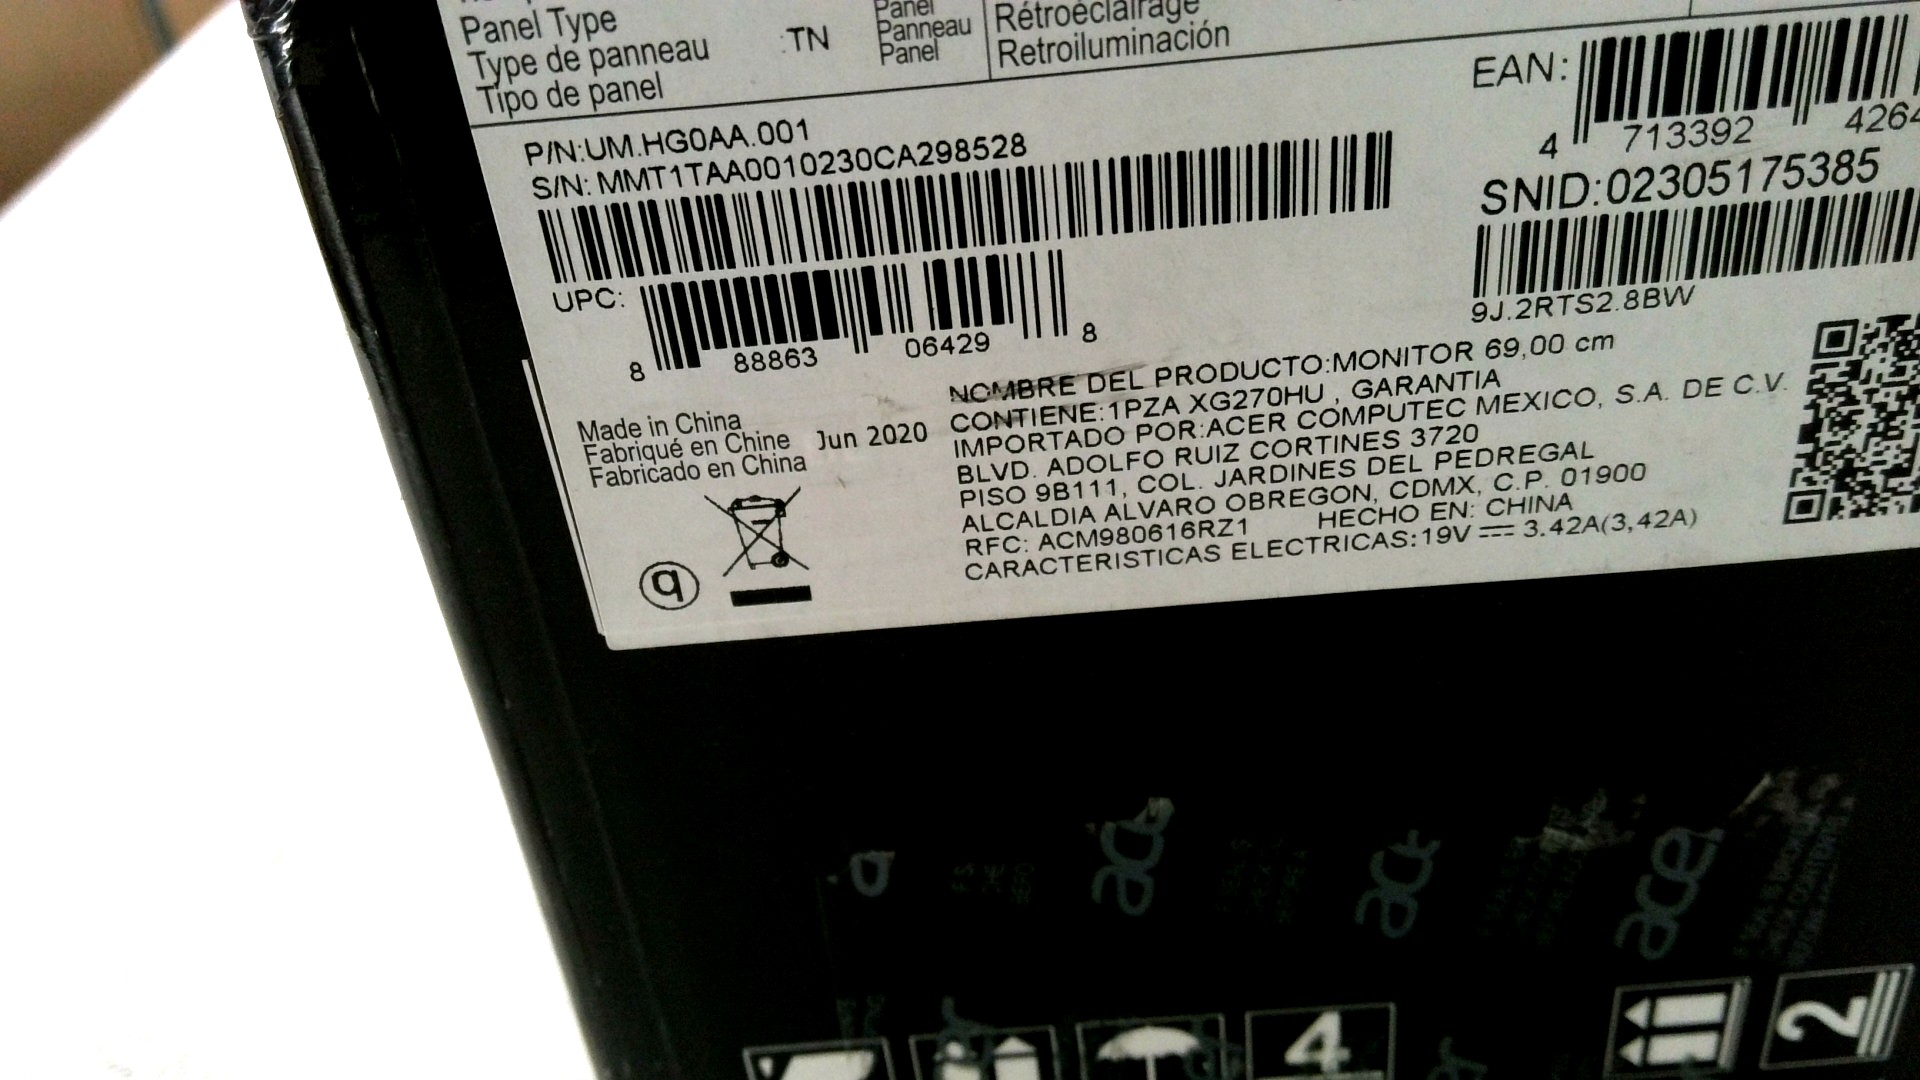 Panel Type
Type de panneau
Tipo de panel
:TN
Panel
Panneau
Panel
Rétroéclairage
Retroiluminación
P/N:UM.HG0AA.001
S/N: MMT1TAA0010230CA298528
EAN:
4 713392 4264
SNID:02305175385
9J.2RTS2.8BW
UPC:
8 88863 06429 8
Made in China
Fabriqué en Chine
Fabricado en China
Jun 2020
NOMBRE DEL PRODUCTO:MONITOR 69,00 cm
CONTIENE:1PZA XG270HU , GARANTIA
IMPORTADO POR:ACER COMPUTEC MEXICO, S.A. DE C.V.
BLVD. ADOLFO RUIZ CORTINES 3720
PISO 9B111, COL. JARDINES DEL PEDREGAL
ALCALDIA ALVARO OBREGON, CDMX, C.P. 01900
RFC: ACM980616RZ1 HECHO EN: CHINA
CARACTERISTICAS ELECTRICAS:19V ⎓ 3.42A(3,42A)
q
acer
acer
4
2